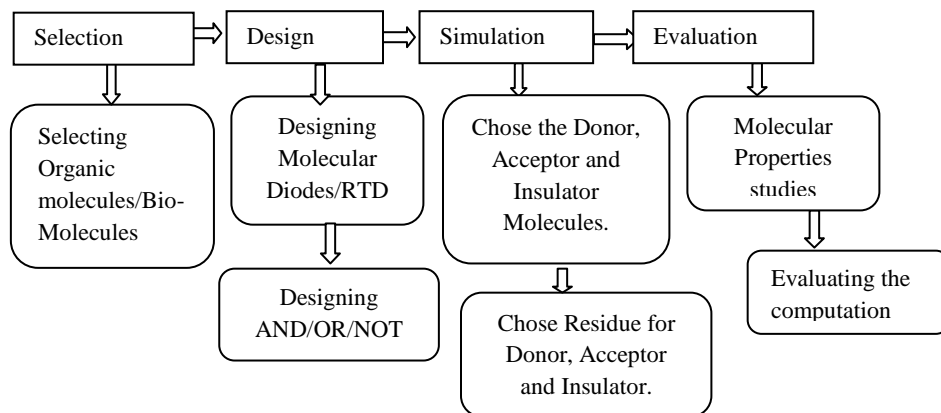 Selection
Design
Simulation
Evaluation
Selecting
Organic
molecules/Bio-
Molecules
Designing
Molecular
Diodes/RTD
Designing
AND/OR/NOT
Chose the Donor,
Acceptor and
Insulator
Molecules.
Chose Residue for
Donor, Acceptor
and Insulator.
Molecular
Properties
studies
Evaluating the
computation